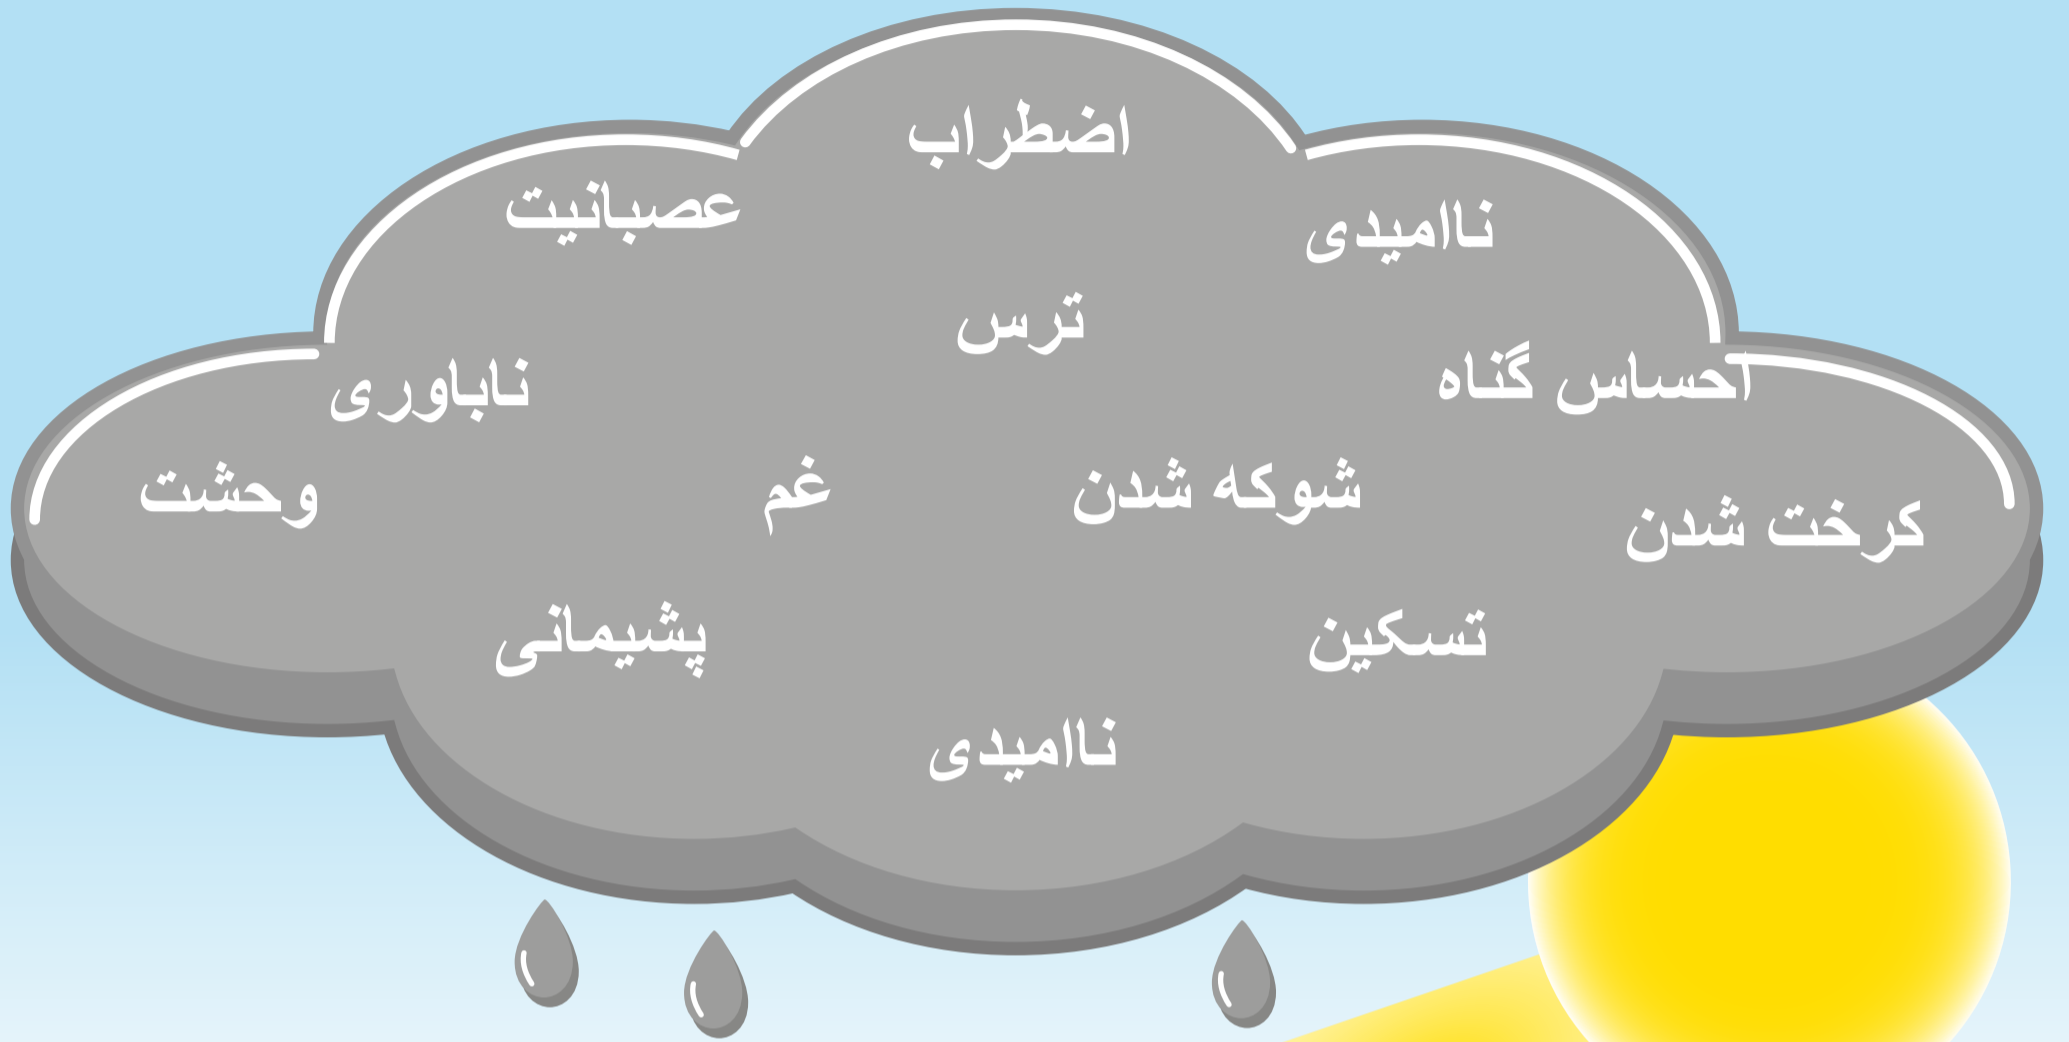 اضطراب
ناامیدی
عصبانیت
ترس
احساس گناه
ناباوری
کرخت شدن
شوکه شدن
غم
وحشت
تسکین
پشیمانی
ناامیدی